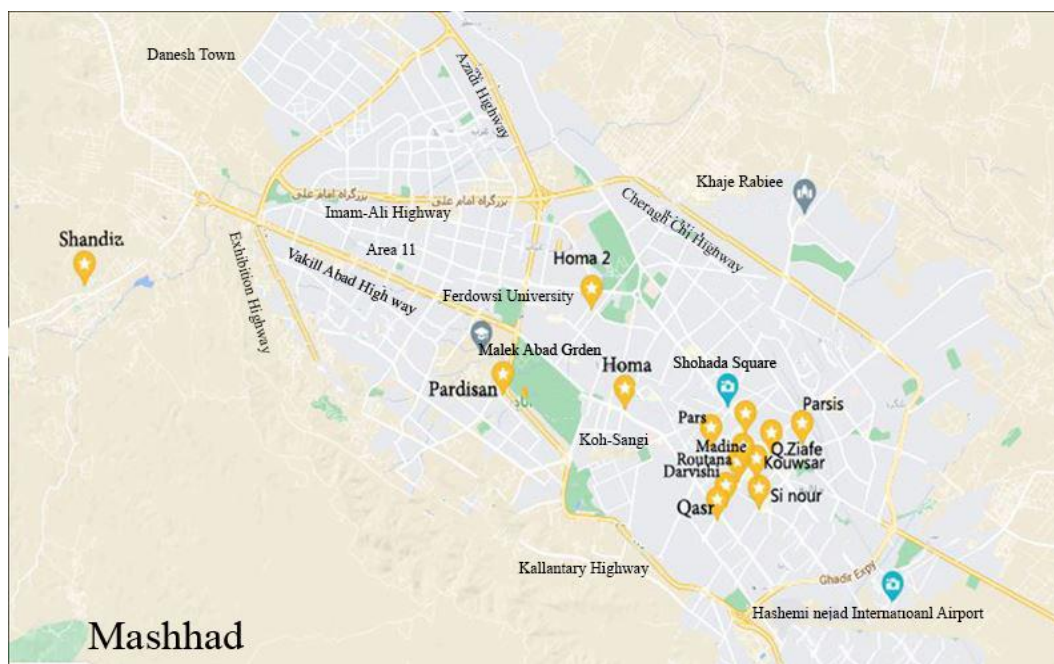 Danesh Town
Azadi Highway
Khaje Rabiee
بزرگراه امام علی
بزرگراه امام علی
Imam-Ali Highway
Cheragh Chi Highway
Shandiz
Area 11
Exhibition Highway
Vakill Abad High way
Homa 2
Ferdowsi University
Malek Abad Grden
Shohada Square
Pardisan
Homa
Parsis
Pars
Koh-Sangi
Madine
Q.Ziafe
Routana
Kouwsar
Darvishi
Si nour
Qasr
Kallantary Highway
Ghadir Expy
Hashemi nejad Internatioanl Airport
Mashhad